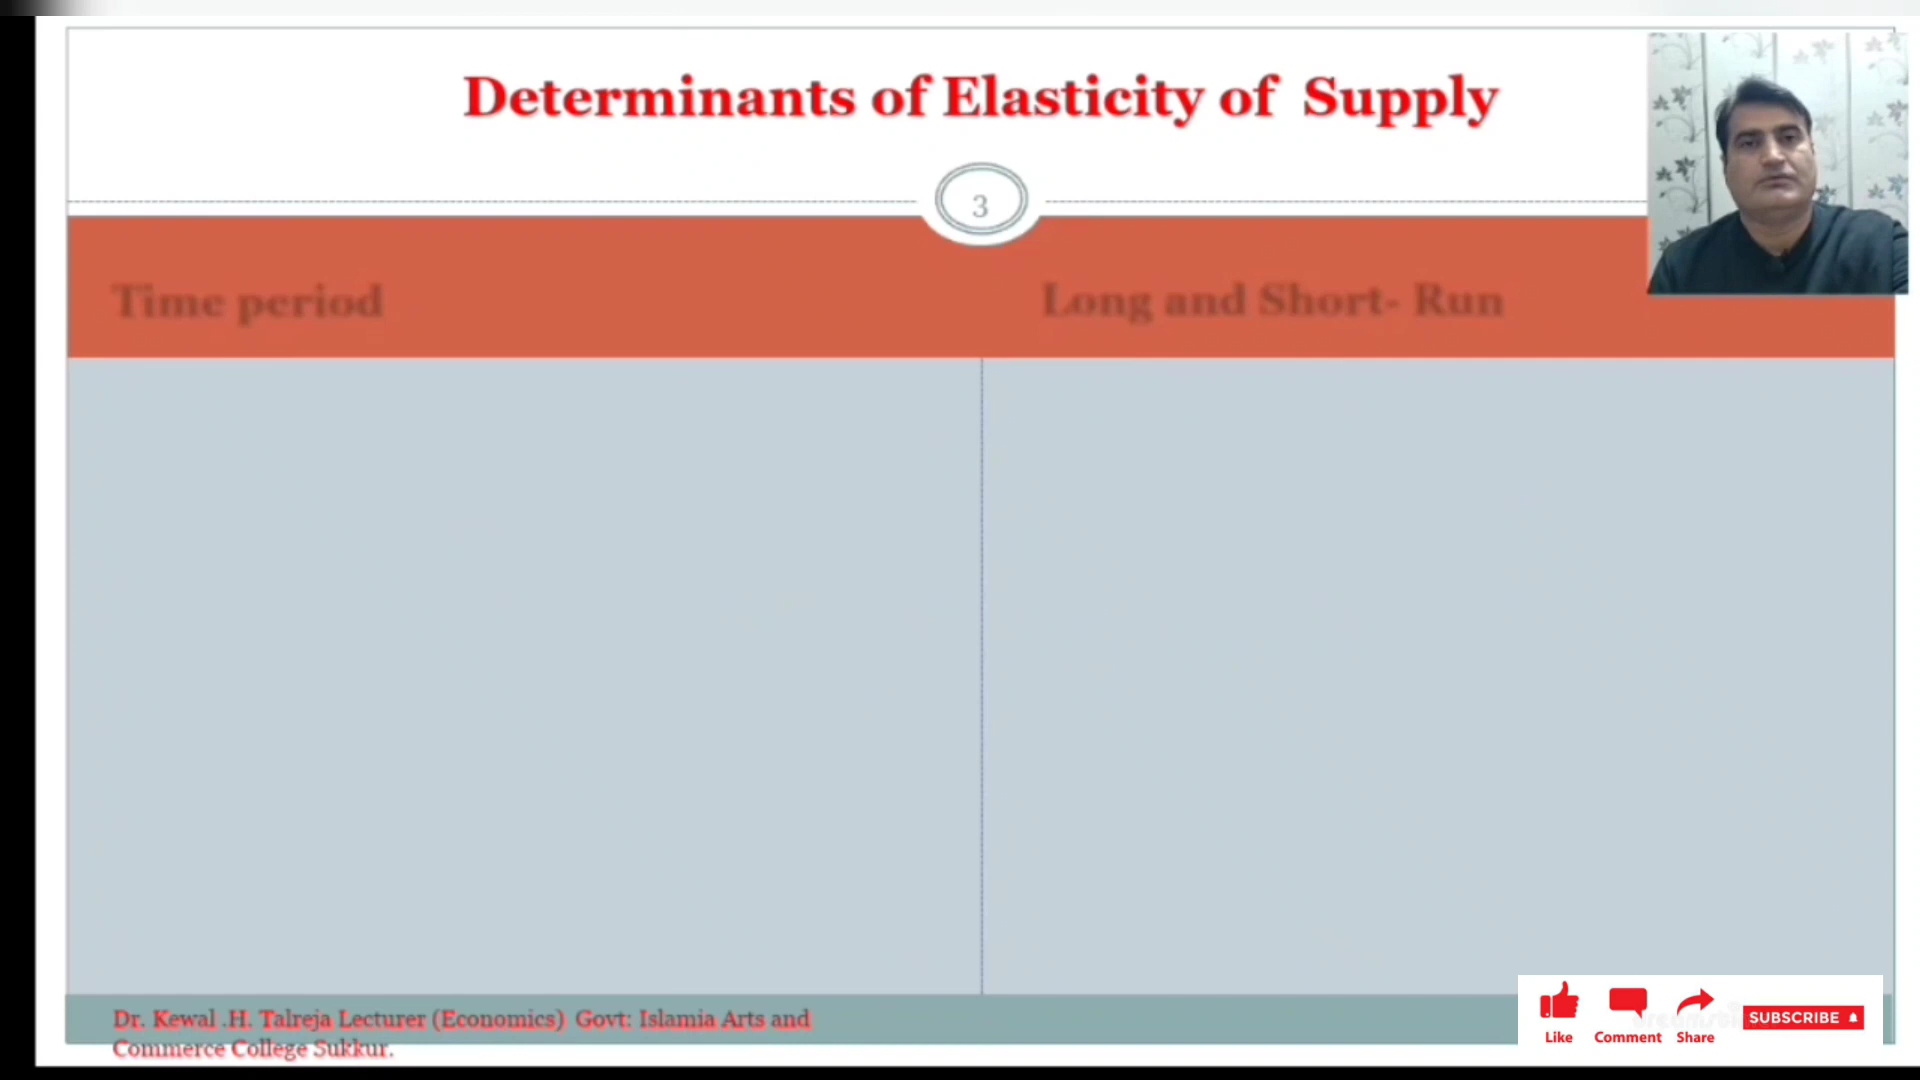 Determinants of Elasticity of Supply
3
Time period
Long and Short- Run
Dr. Kewal .H. Talreja Lecturer (Economics) Govt: Islamia Arts and
Commerce College Sukkur.
Like
Comment
Share
SUBSCRIBE